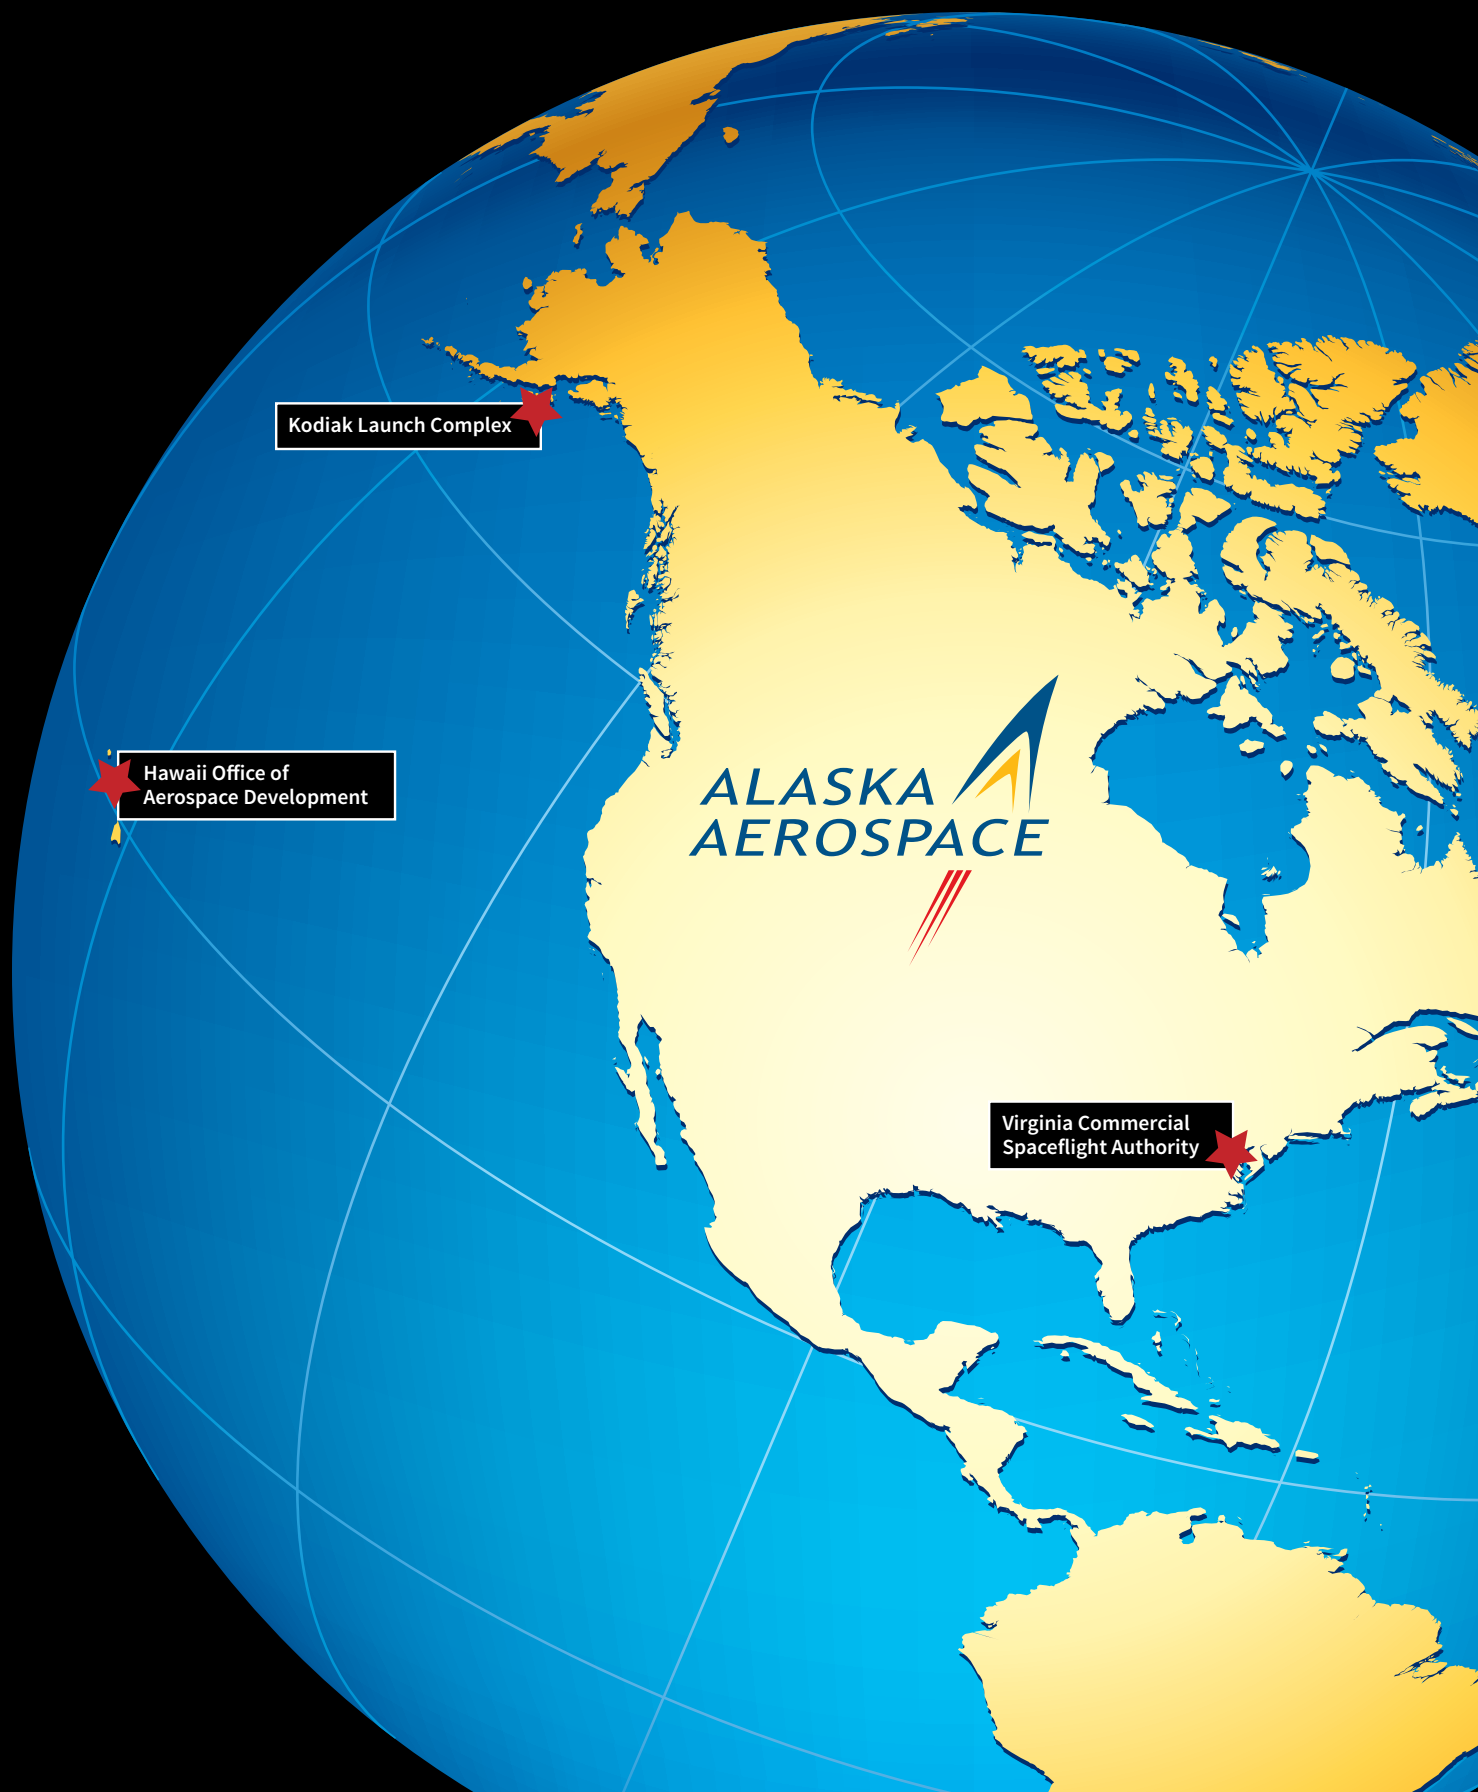 Kodiak Launch Complex
Hawaii Office of
Aerospace Development
ALASKA
AEROSPACE
Virginia Commercial
Spaceflight Authority